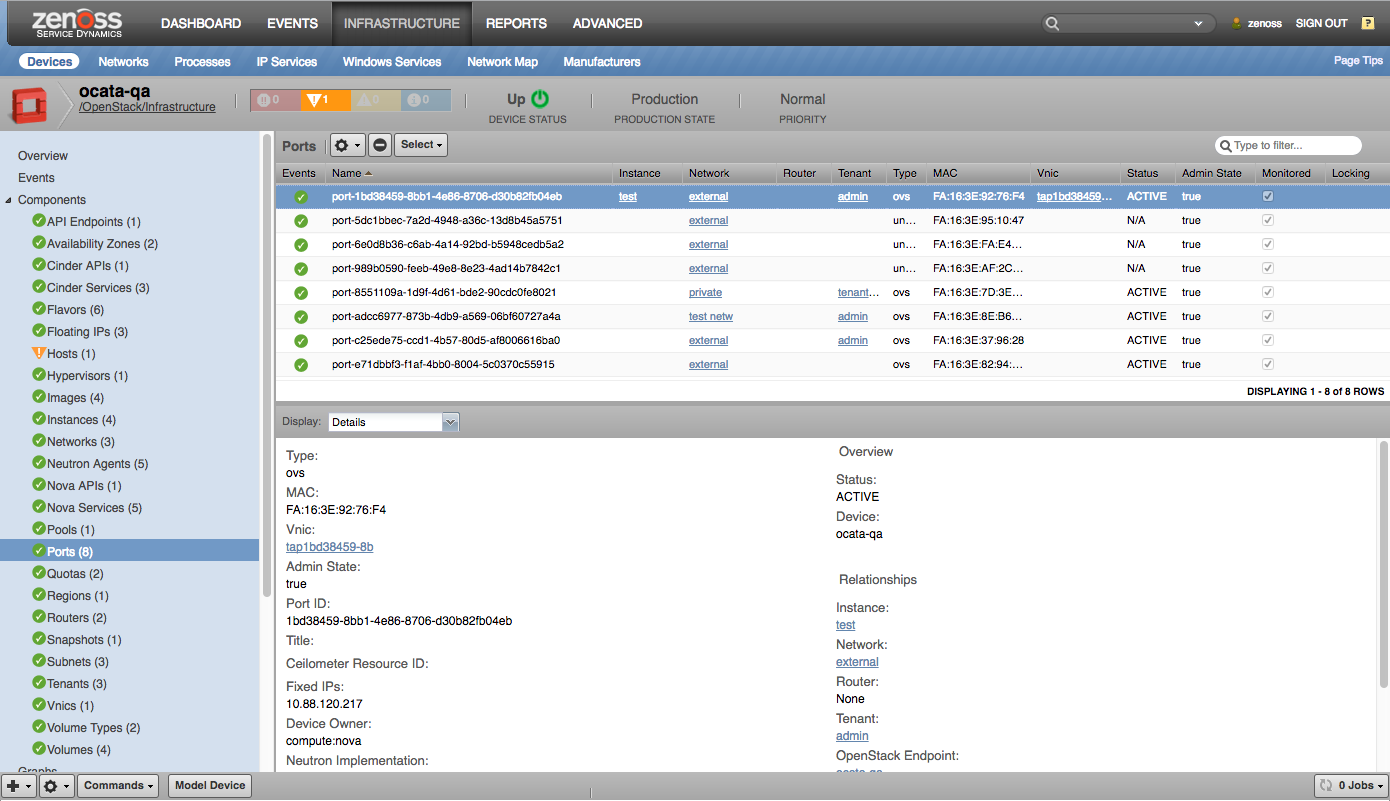 zenoss
SERVICE DYNAMICS
DASHBOARD EVENTS INFRASTRUCTURE REPORTS ADVANCED zenoss SIGN OUT ?
Devices Networks Processes IP Services Windows Services Network Map Manufacturers Page Tips
ocata-qa
/OpenStack/Infrastructure
0 1 0 0
Up
DEVICE STATUS
Production
PRODUCTION STATE
Normal
PRIORITY
Overview
Events
Components
API Endpoints (1)
Availability Zones (2)
Cinder APIs (1)
Cinder Services (3)
Flavors (6)
Floating IPs (3)
Hosts (1)
Hypervisors (1)
Images (4)
Instances (4)
Networks (3)
Neutron Agents (5)
Nova APIs (1)
Nova Services (5)
Pools (1)
Ports (8)
Quotas (2)
Regions (1)
Routers (2)
Snapshots (1)
Subnets (3)
Tenants (3)
Vnics (1)
Volume Types (2)
Volumes (4)
Graphs
Ports Select Type to filter...
Events Name Instance Network Router Tenant Type MAC Vnic Status Admin State Monitored Locking
port-1bd38459-8bb1-4e86-8706-d30b82fb04eb test external admin ovs FA:16:3E:92:76:F4 tap1bd38459... ACTIVE true
port-5dc1bbec-7a2d-4948-a36c-13d8b45a5751 external un... FA:16:3E:95:10:47 N/A true
port-6e0d8b36-c6ab-4a14-92bd-b5948cedb5a2 external un... FA:16:3E:FA:E4... N/A true
port-989b0590-feeb-49e8-8e23-4ad14b7842c1 external un... FA:16:3E:AF:2C... N/A true
port-8551109a-1d9f-4d61-bde2-90cdc0fe8021 private tenant... ovs FA:16:3E:7D:3E... ACTIVE true
port-adcc6977-873b-4db9-a569-06bf60727a4a test netw admin ovs FA:16:3E:8E:B6... ACTIVE true
port-c25ede75-ccd1-4b57-80d5-af8006616ba0 external admin ovs FA:16:3E:37:96:28 ACTIVE true
port-e71dbbf3-f1af-4bb0-8004-5c0370c55915 external ovs FA:16:3E:82:94:... ACTIVE true
DISPLAYING 1 - 8 of 8 ROWS
Display: Details
Type:
ovs
MAC:
FA:16:3E:92:76:F4
Vnic:
tap1bd38459-8b
Admin State:
true
Port ID:
1bd38459-8bb1-4e86-8706-d30b82fb04eb
Title:
Ceilometer Resource ID:
Fixed IPs:
10.88.120.217
Device Owner:
compute:nova
Neutron Implementation:
Overview
Status:
ACTIVE
Device:
ocata-qa
Relationships
Instance:
test
Network:
external
Router:
None
Tenant:
admin
OpenStack Endpoint:
ocata-qa
Commands Model Device 0 Jobs